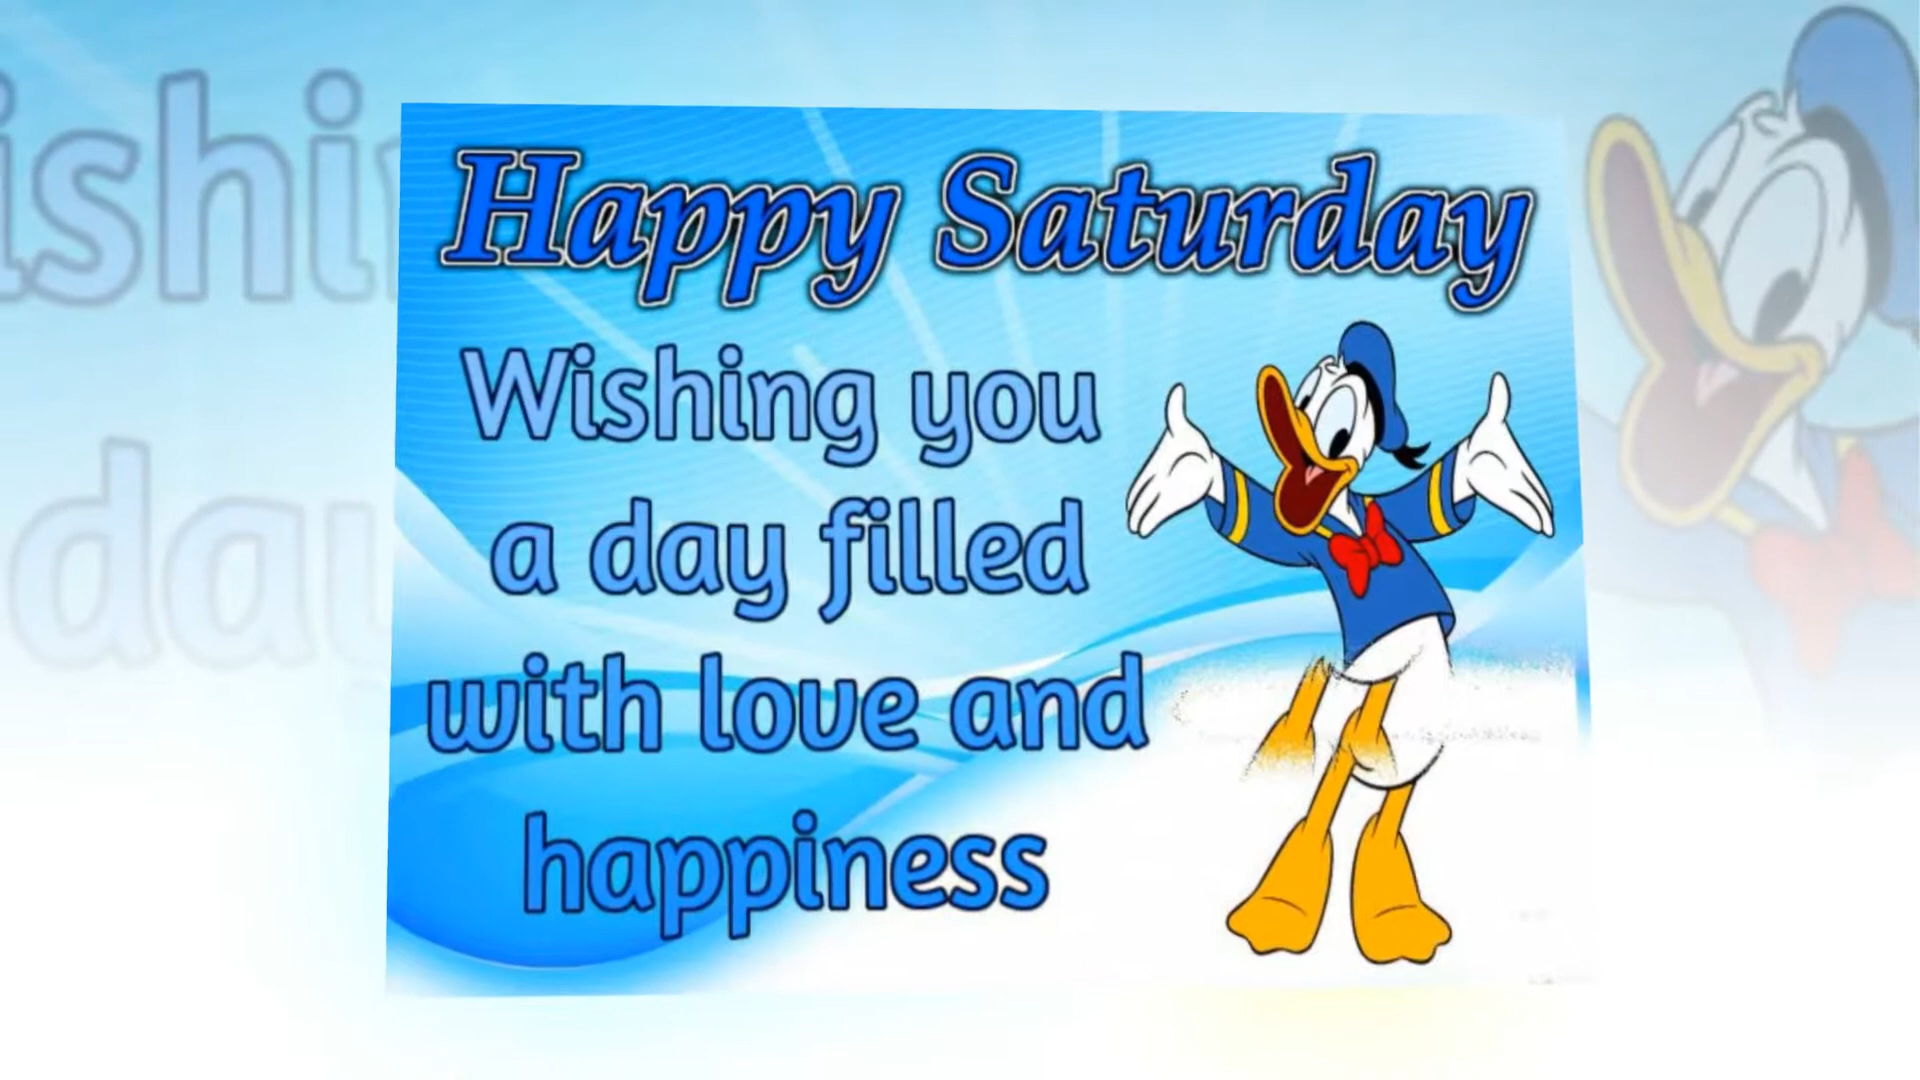 Happy Saturday
Wishing you
a day filled
with love and
happiness